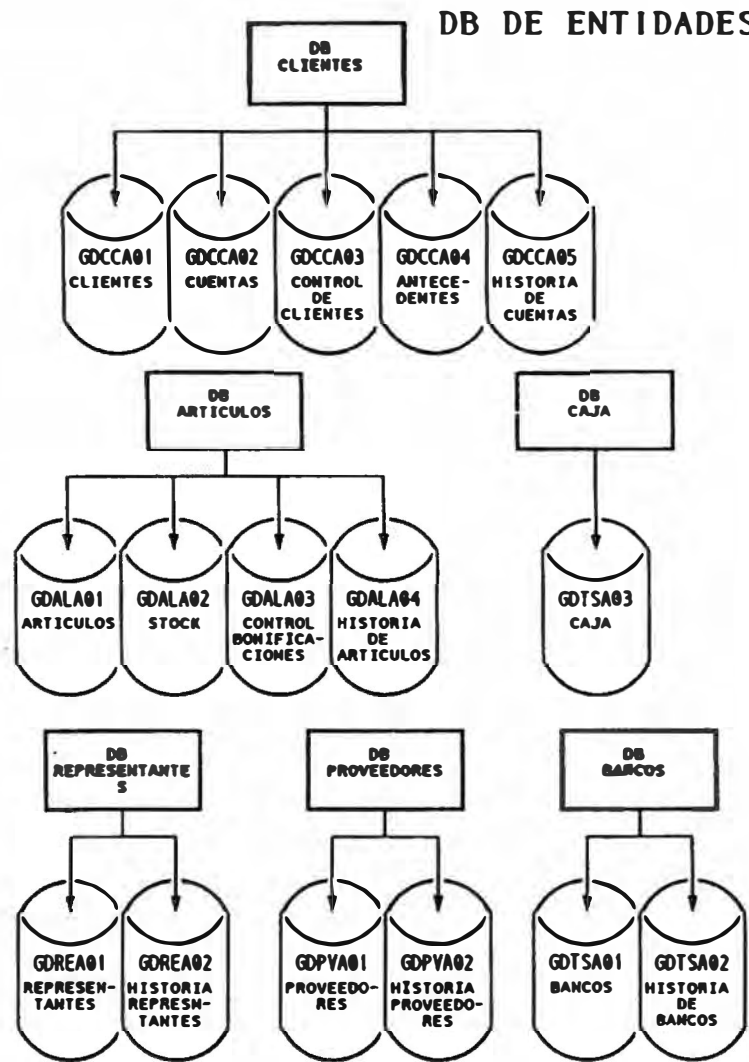 DB DE ENTIDADES
DB
CLIENTES
GDCCA01
CLIENTES
GDCCA02
CUENTAS
GDCCA03
CONTROL
DE
CLIENTES
GDCCA04
ANTECE-
DENTES
GDCCA05
HISTORIA
DE
CUENTAS
DB
ARTICULOS
DB
CAJA
GDALA01
ARTICULOS
GDALA02
STOCK
GDALA03
CONTROL
BONIFICA-
CIONES
GDALA04
HISTORIA
DE
ARTICULOS
GDTSA03
CAJA
DB
REPRESENTANTE
S
DB
PROVEEDORES
DB
BANCOS
GDREA01
REPRESEN-
TANTES
GDREA02
HISTORIA
REPRESN-
TANTES
GDPVA01
PROVEEDO-
RES
GDPVA02
HISTORIA
PROVEEDO-
RES
GDTSA01
BANCOS
GDTSA02
HISTORIA
DE
BANCOS